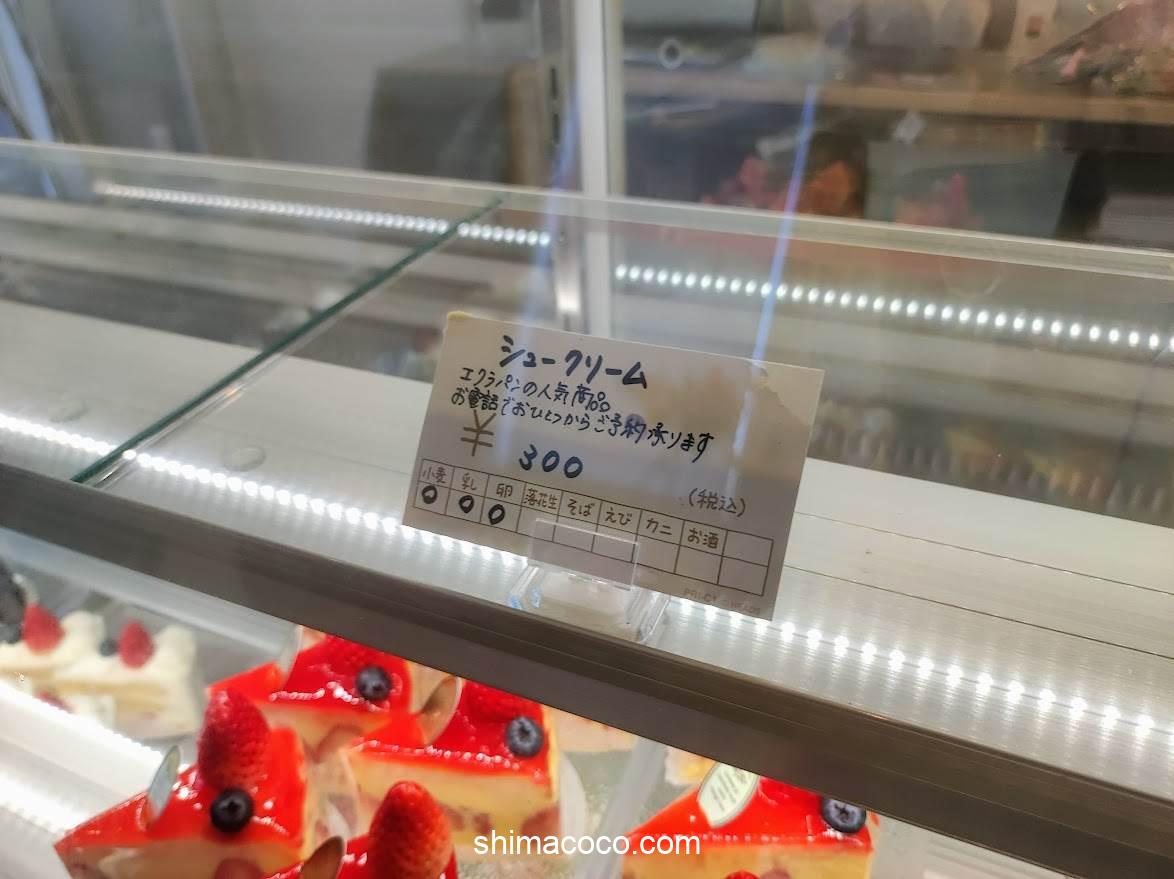 シュークリーム
エクラパンの人気商品
お電話でおひとつからご予約承ります
¥
300
(税込)
小麦 乳 卵 落花生 そば えび カニ お酒
shimacoco.com